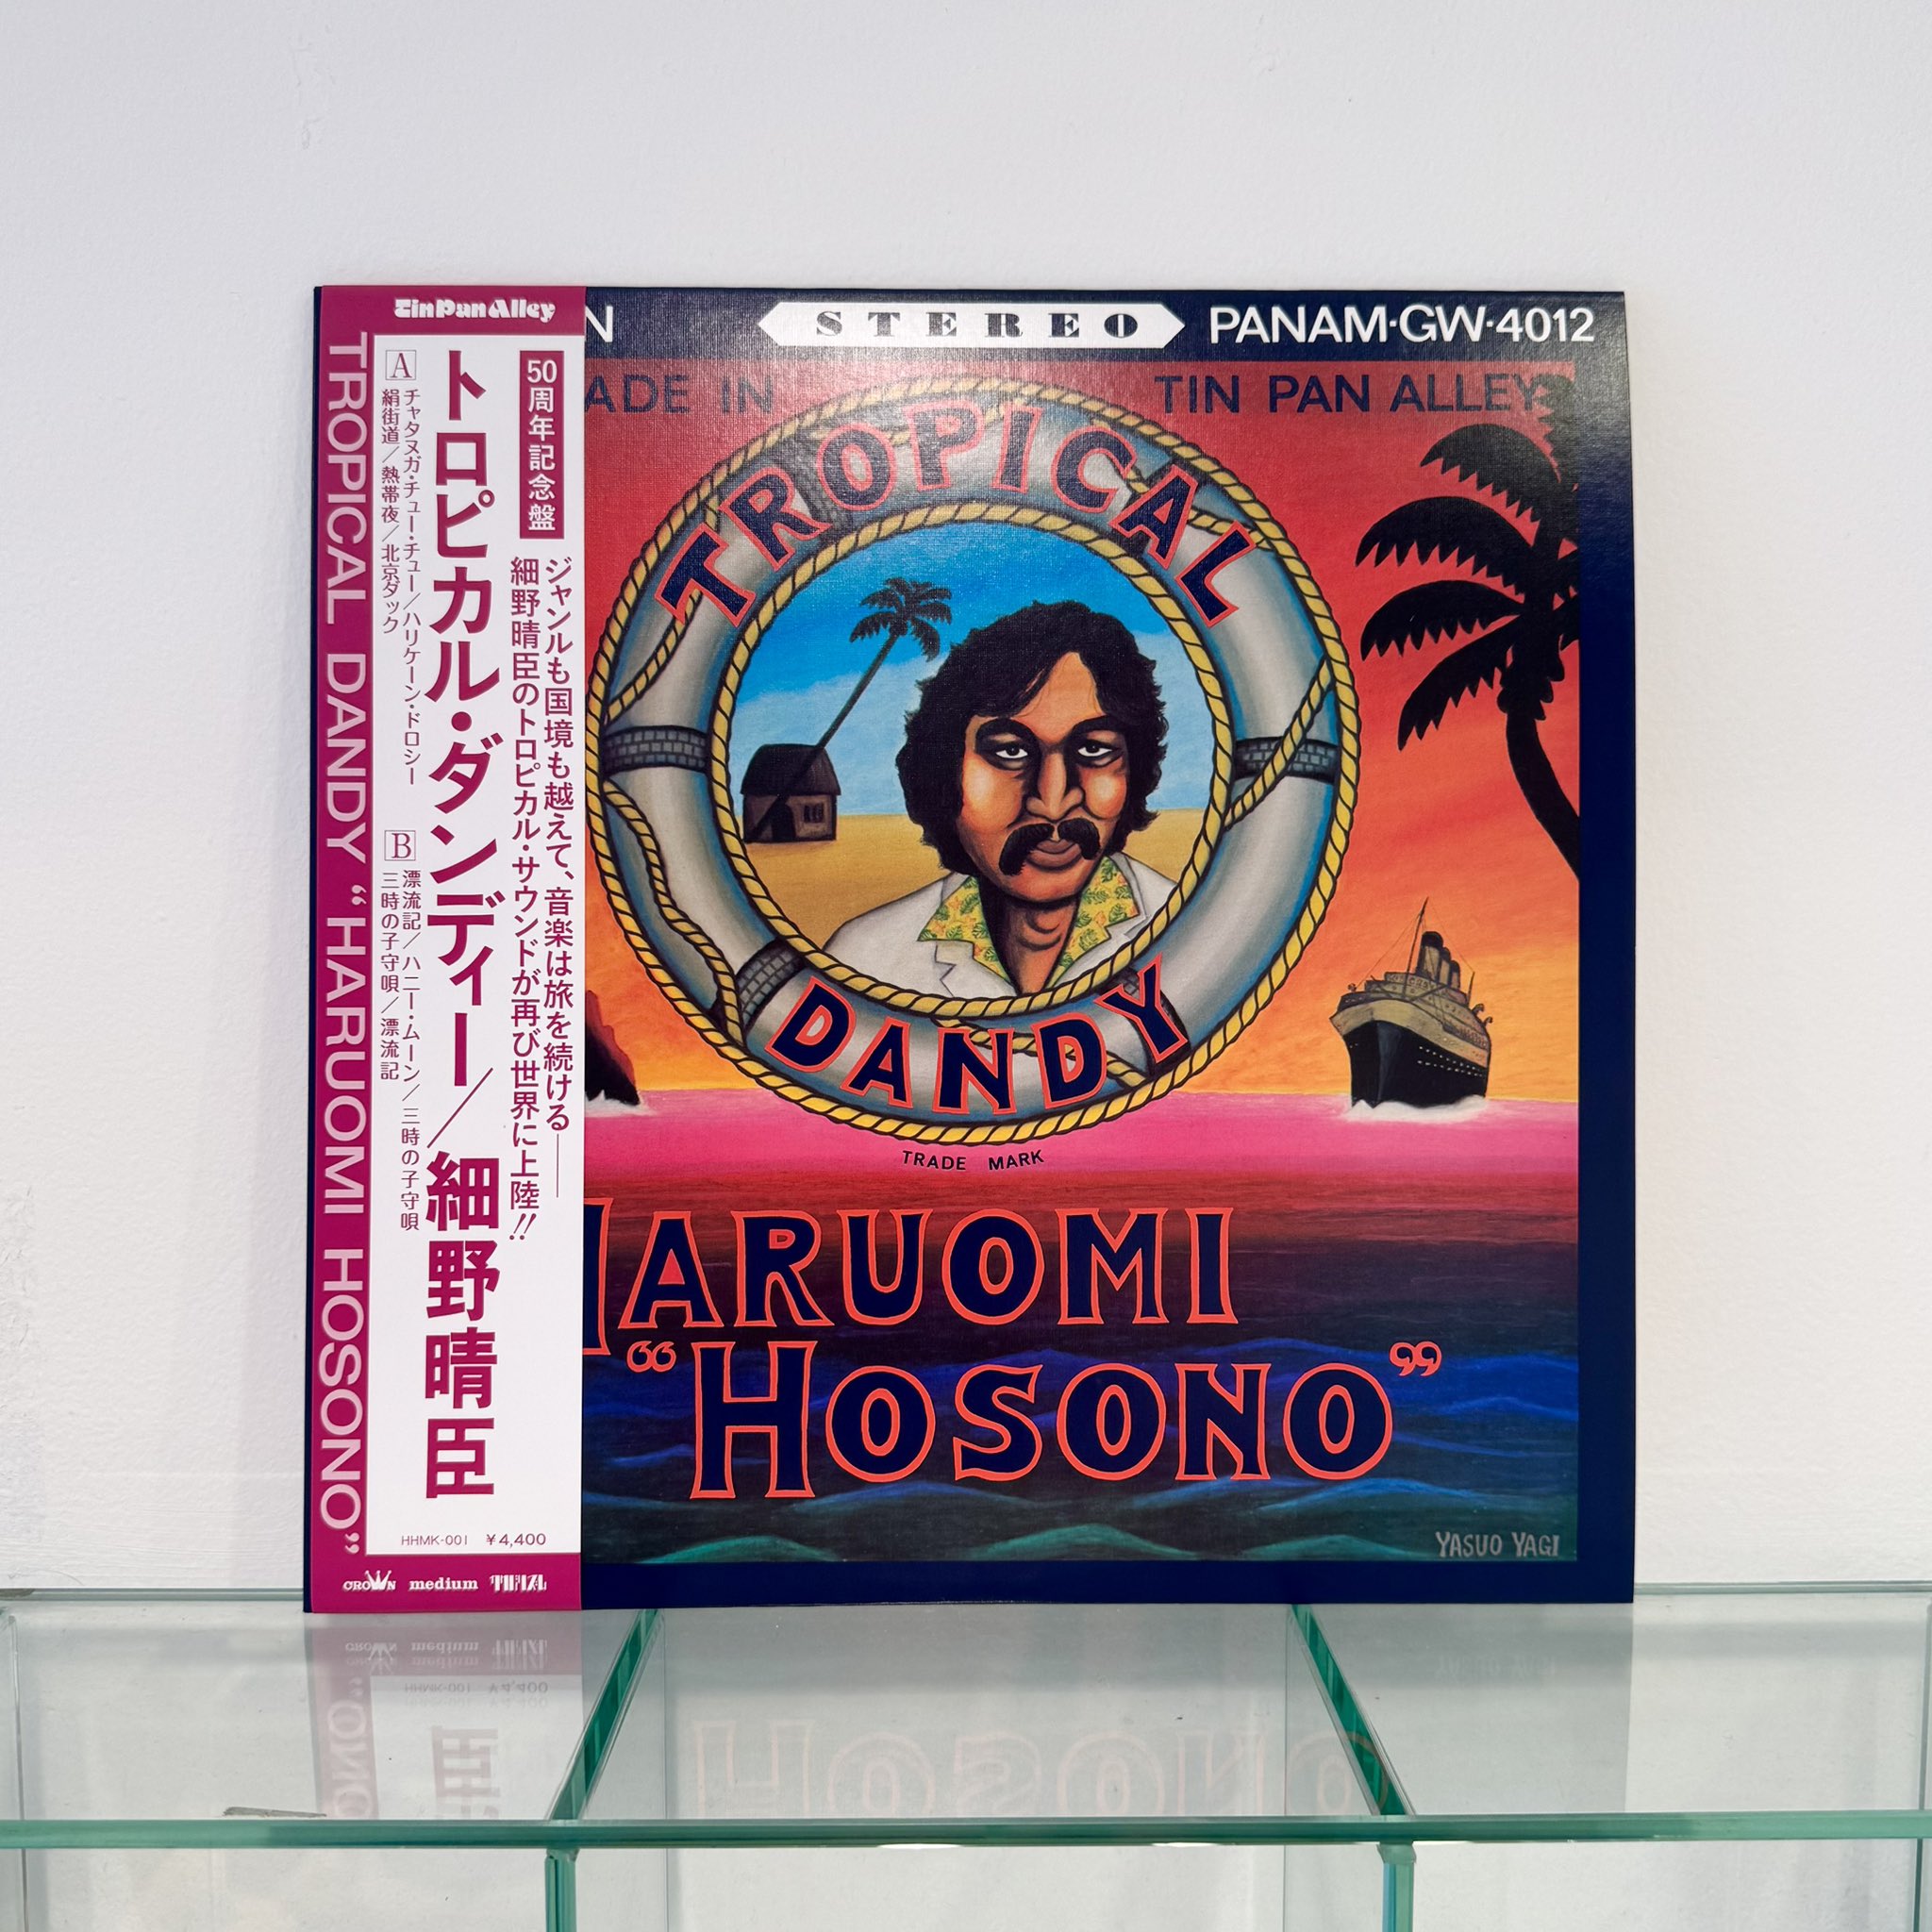 Tin Pan Alley
TROPICAL DANDY “HARUOMI HOSONO”
50周年記念盤
ジャンルも国境も越えて、音楽は旅を続ける——
細野晴臣のトロピカル・サウンドが再び世界に上陸!!
トロピカル・ダンディー/細野晴臣
A
チャタヌガ・チュー・チュー/ハリケーン・ドロシー
絹街道/熱帯夜/北京ダック
B
漂流記/ハニー・ムーン/三時の子守唄
三時の子守唄/漂流記
HHMK-001 ¥4,400
CROWN medium
N STEREO PANAM·GW·4012
ADE IN TIN PAN ALLEY
TROPICAL
DANDY
TRADE MARK
HARUOMI
“HOSONO”
YASUO YAGI